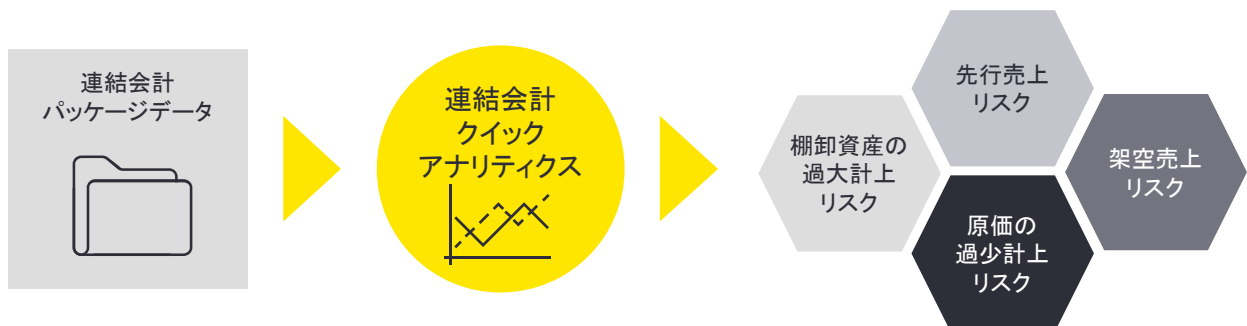 連結会計
パッケージデータ
連結会計
クイック
アナリティクス
先行売上
リスク
棚卸資産の
過大計上
リスク
架空売上
リスク
原価の
過少計上
リスク